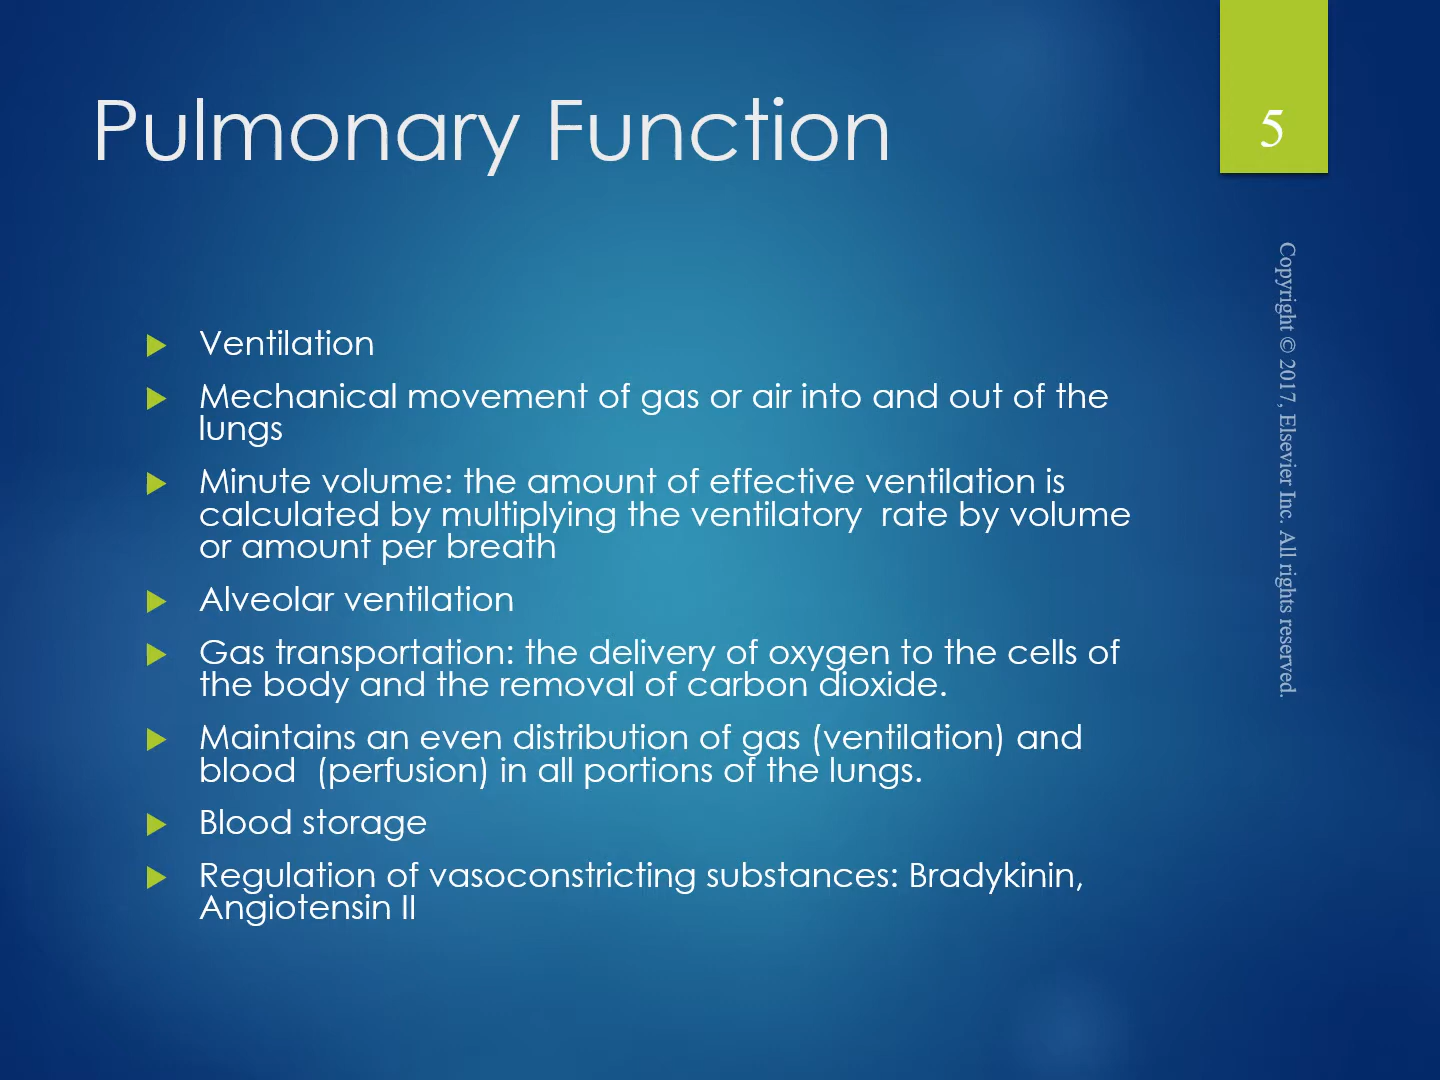 Pulmonary Function
5
Ventilation
Mechanical movement of gas or air into and out of the
lungs
Minute volume: the amount of effective ventilation is
calculated by multiplying the ventilatory  rate by volume
or amount per breath
Alveolar ventilation
Gas transportation: the delivery of oxygen to the cells of
the body and the removal of carbon dioxide.
Maintains an even distribution of gas (ventilation) and
blood  (perfusion) in all portions of the lungs.
Blood storage
Regulation of vasoconstricting substances: Bradykinin,
Angiotensin II
Copyright © 2017, Elsevier Inc. All rights reserved.